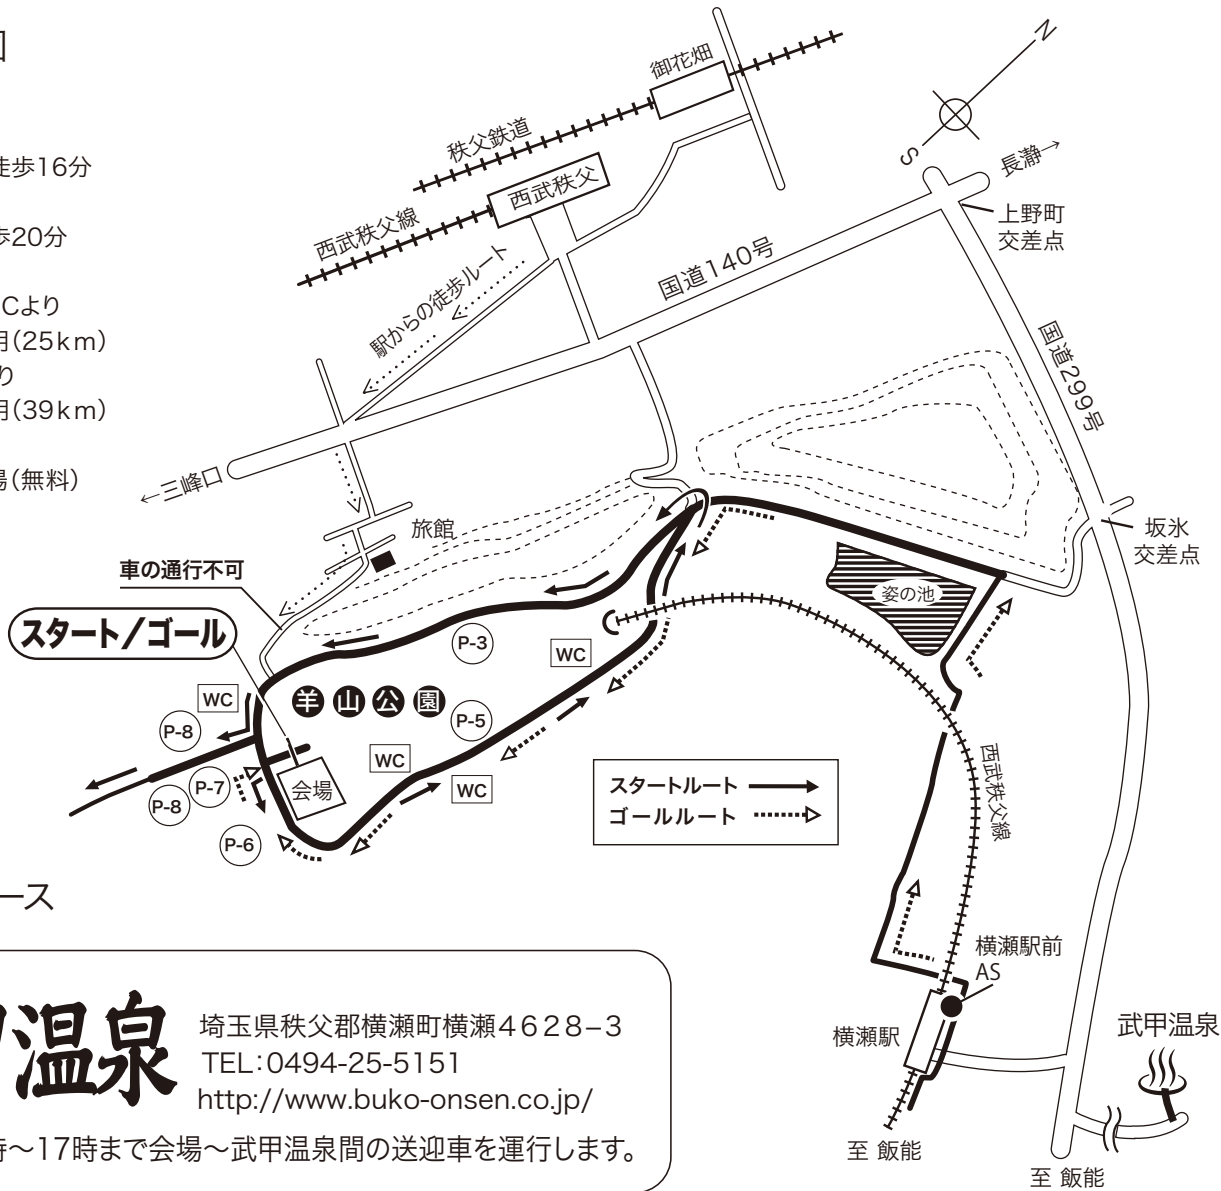 徒歩16分
歩20分
Cより
月(25km)
り
月(39km)
場(無料)
御花畑
秩父鉄道
西武秩父
西武秩父線
駅からの徒歩ルート
N
S
長瀞→
上野町
交差点
国道140号
国道299号
←三峰口
旅館
坂氷
交差点
車の通行不可
スタート/ゴール
姿の池
P-3
WC
WC
羊山公園
P-5
P-8
WC
WC
P-7
P-8
会場
P-6
スタートルート
ゴールルート
西武秩父線
ース
横瀬駅前
AS
横瀬駅
武甲温泉
至 飯能
至 飯能
温泉
埼玉県秩父郡横瀬町横瀬4628−3
TEL:0494-25-5151
http://www.buko-onsen.co.jp/
時〜17時まで会場〜武甲温泉間の送迎車を運行します。